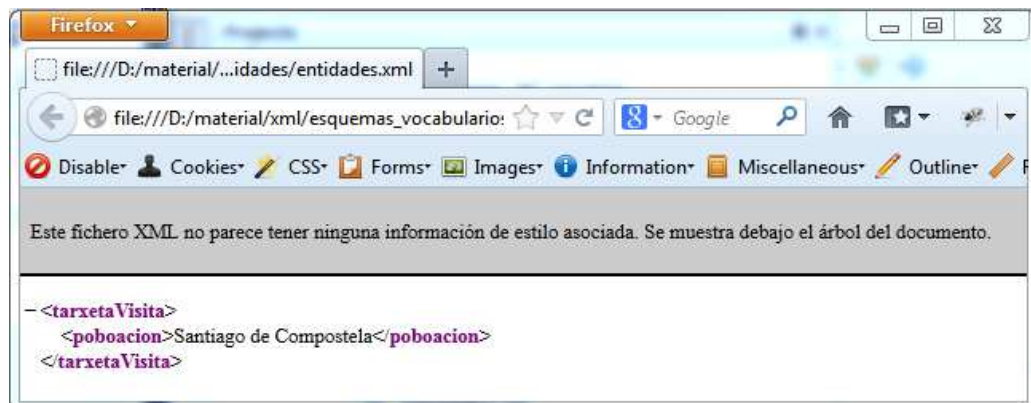 Firefox
file:///D:/material/...idades/entidades.xml
file:///D:/material/xml/esquemas_vocabulario:
8 Google
Disable Cookies CSS Forms Images Information Miscellaneous Outline
Este fichero XML no parece tener ninguna información de estilo asociada. Se muestra debajo el árbol del documento.
–<tarxetaVisita>
<poboacion>Santiago de Compostela</poboacion>
</tarxetaVisita>